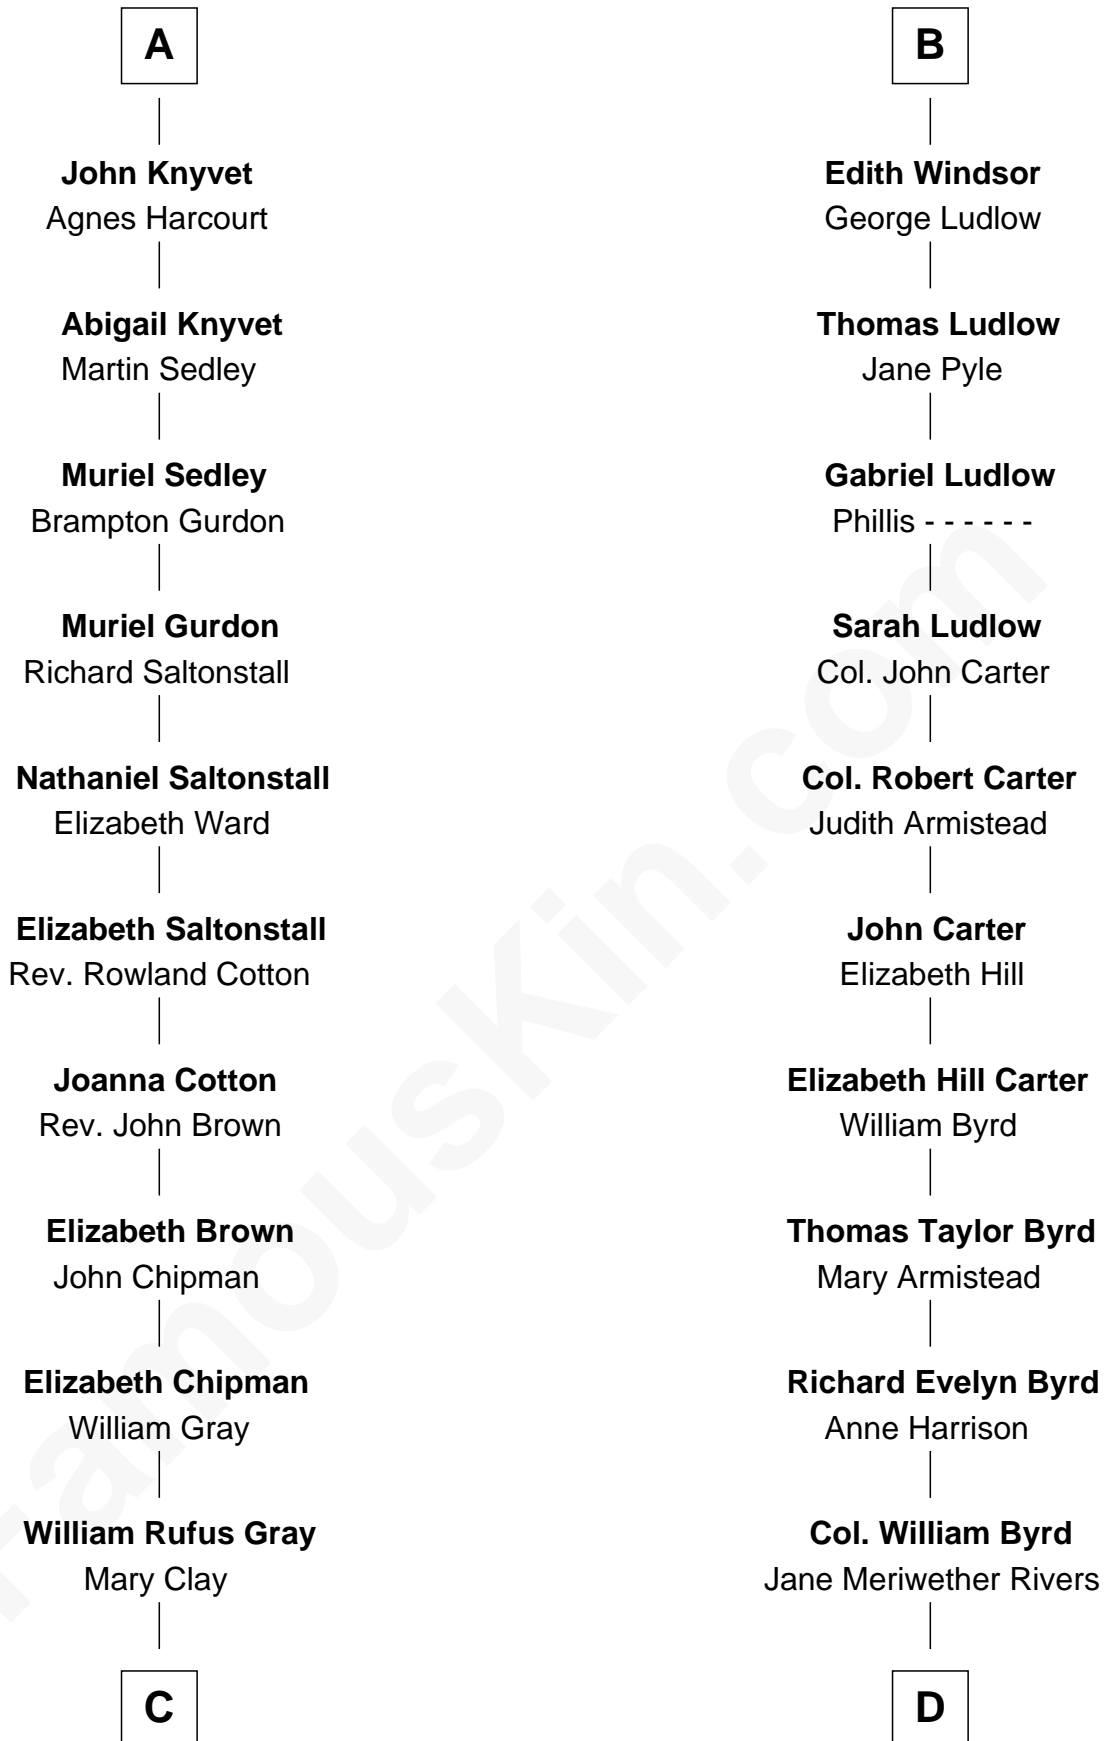 A
John Knyvet
Agnes Harcourt
Abigail Knyvet
Martin Sedley
Muriel Sedley
Brampton Gurdon
Muriel Gurdon
Richard Saltonstall
Nathaniel Saltonstall
Elizabeth Ward
Elizabeth Saltonstall
Rev. Rowland Cotton
Joanna Cotton
Rev. John Brown
Elizabeth Brown
John Chipman
Elizabeth Chipman
William Gray
William Rufus Gray
Mary Clay
C
B
Edith Windsor
George Ludlow
Thomas Ludlow
Jane Pyle
Gabriel Ludlow
Phillis - - - - - -
Sarah Ludlow
Col. John Carter
Col. Robert Carter
Judith Armistead
John Carter
Elizabeth Hill
Elizabeth Hill Carter
William Byrd
Thomas Taylor Byrd
Mary Armistead
Richard Evelyn Byrd
Anne Harrison
Col. William Byrd
Jane Meriwether Rivers
D
FamousKin.com